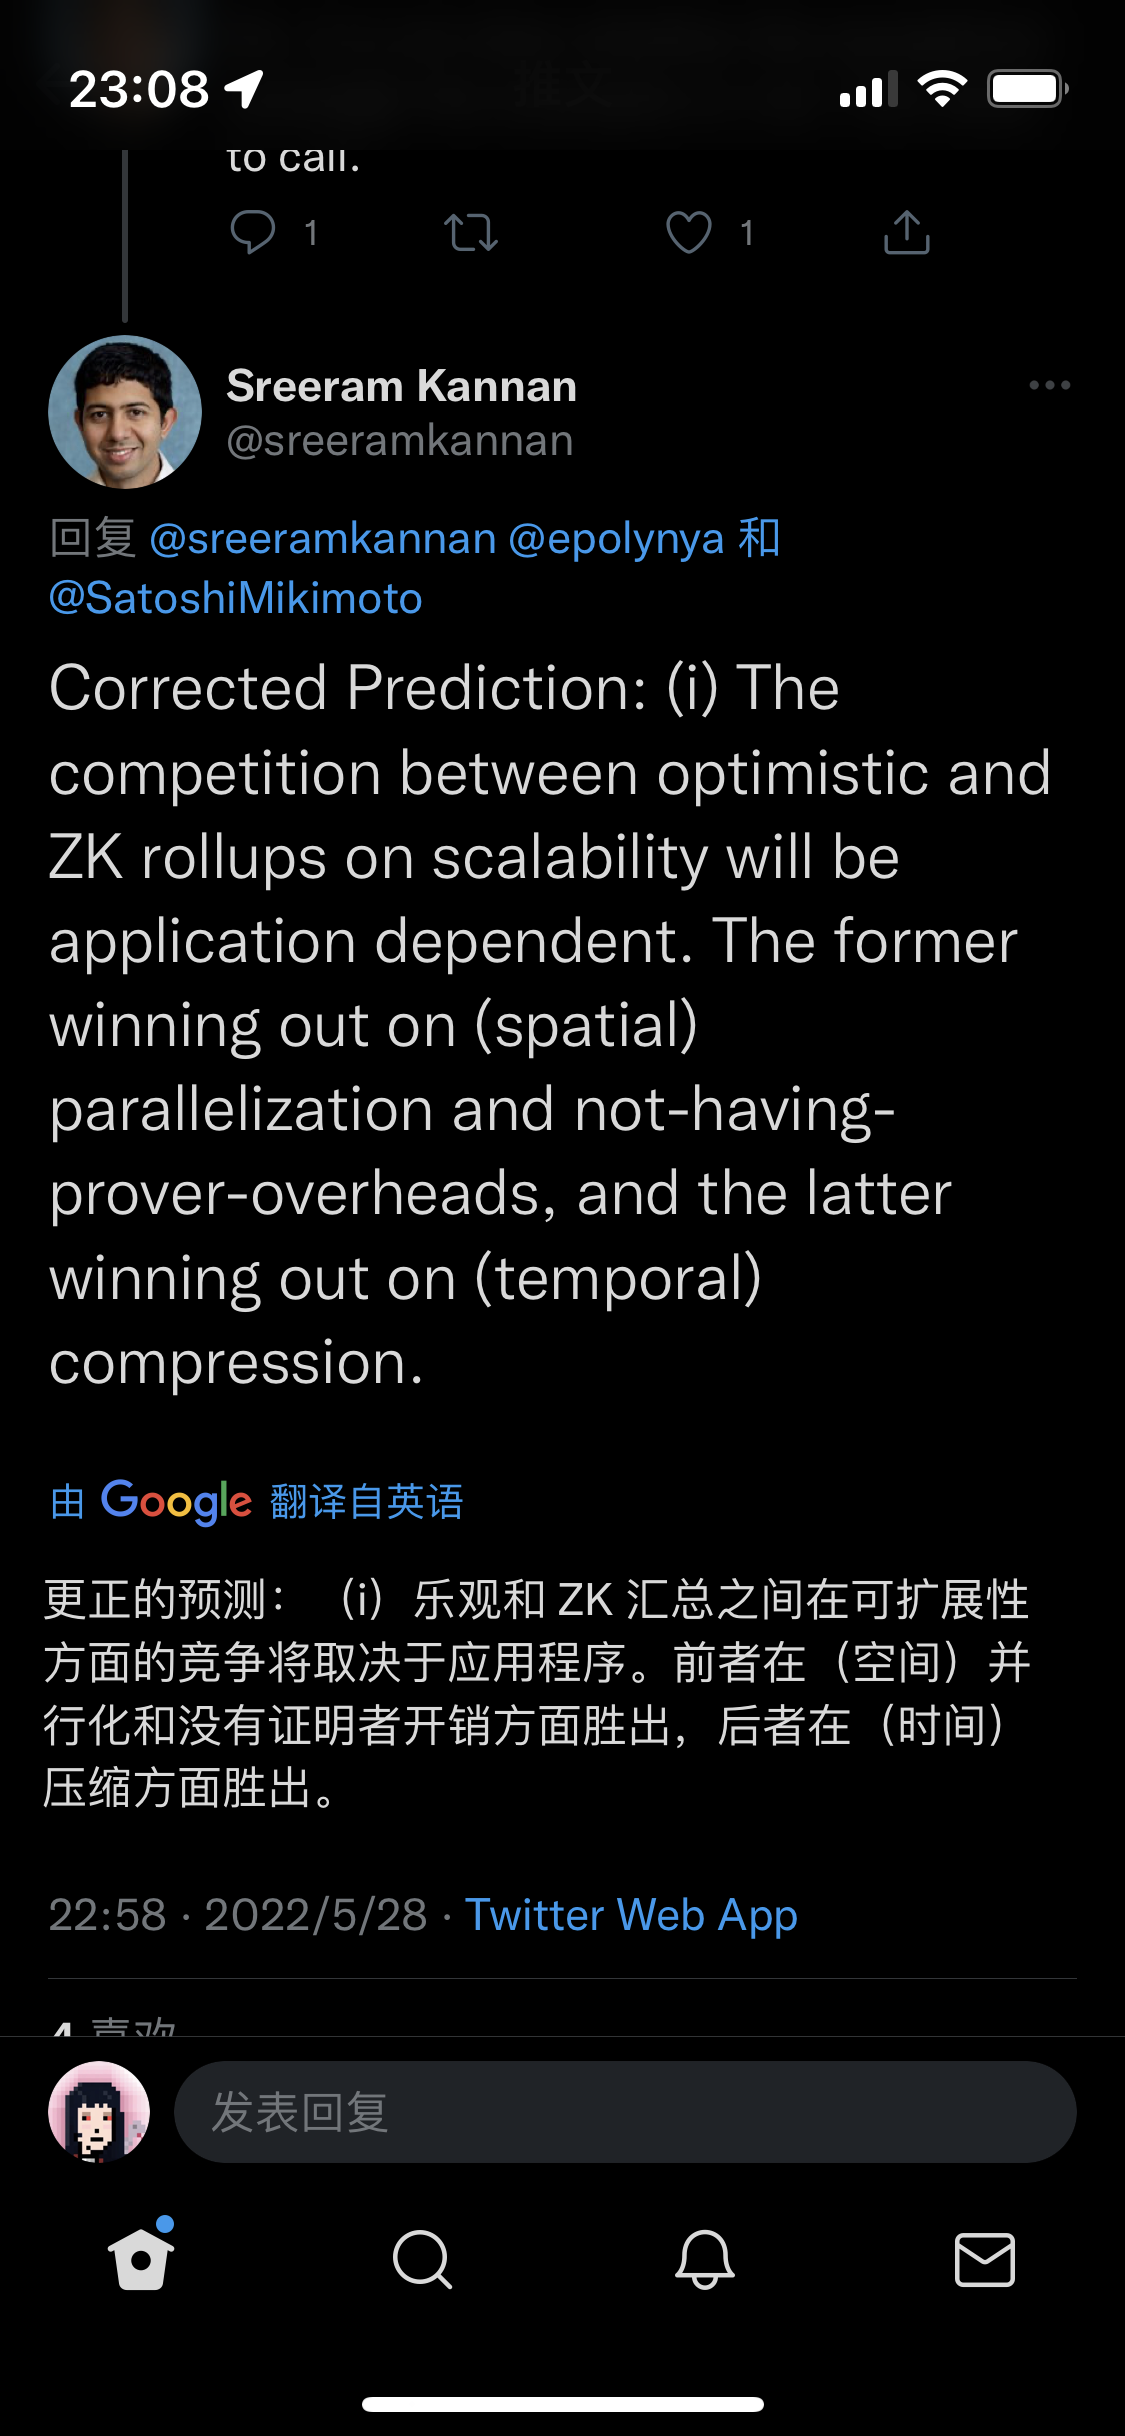 23:08
to call.
1 1
Sreeram Kannan
@sreeramkannan
回复 @sreeramkannan @epolynya 和
@SatoshiMikimoto
Corrected Prediction: (i) The
competition between optimistic and
ZK rollups on scalability will be
application dependent. The former
winning out on (spatial)
parallelization and not-having-
prover-overheads, and the latter
winning out on (temporal)
compression.
由 Google 翻译自英语
更正的预测：（i）乐观和 ZK 汇总之间在可扩展性
方面的竞争将取决于应用程序。前者在（空间）并
行化和没有证明者开销方面胜出，后者在（时间）
压缩方面胜出。
22:58 · 2022/5/28 · Twitter Web App
4 喜欢
发表回复